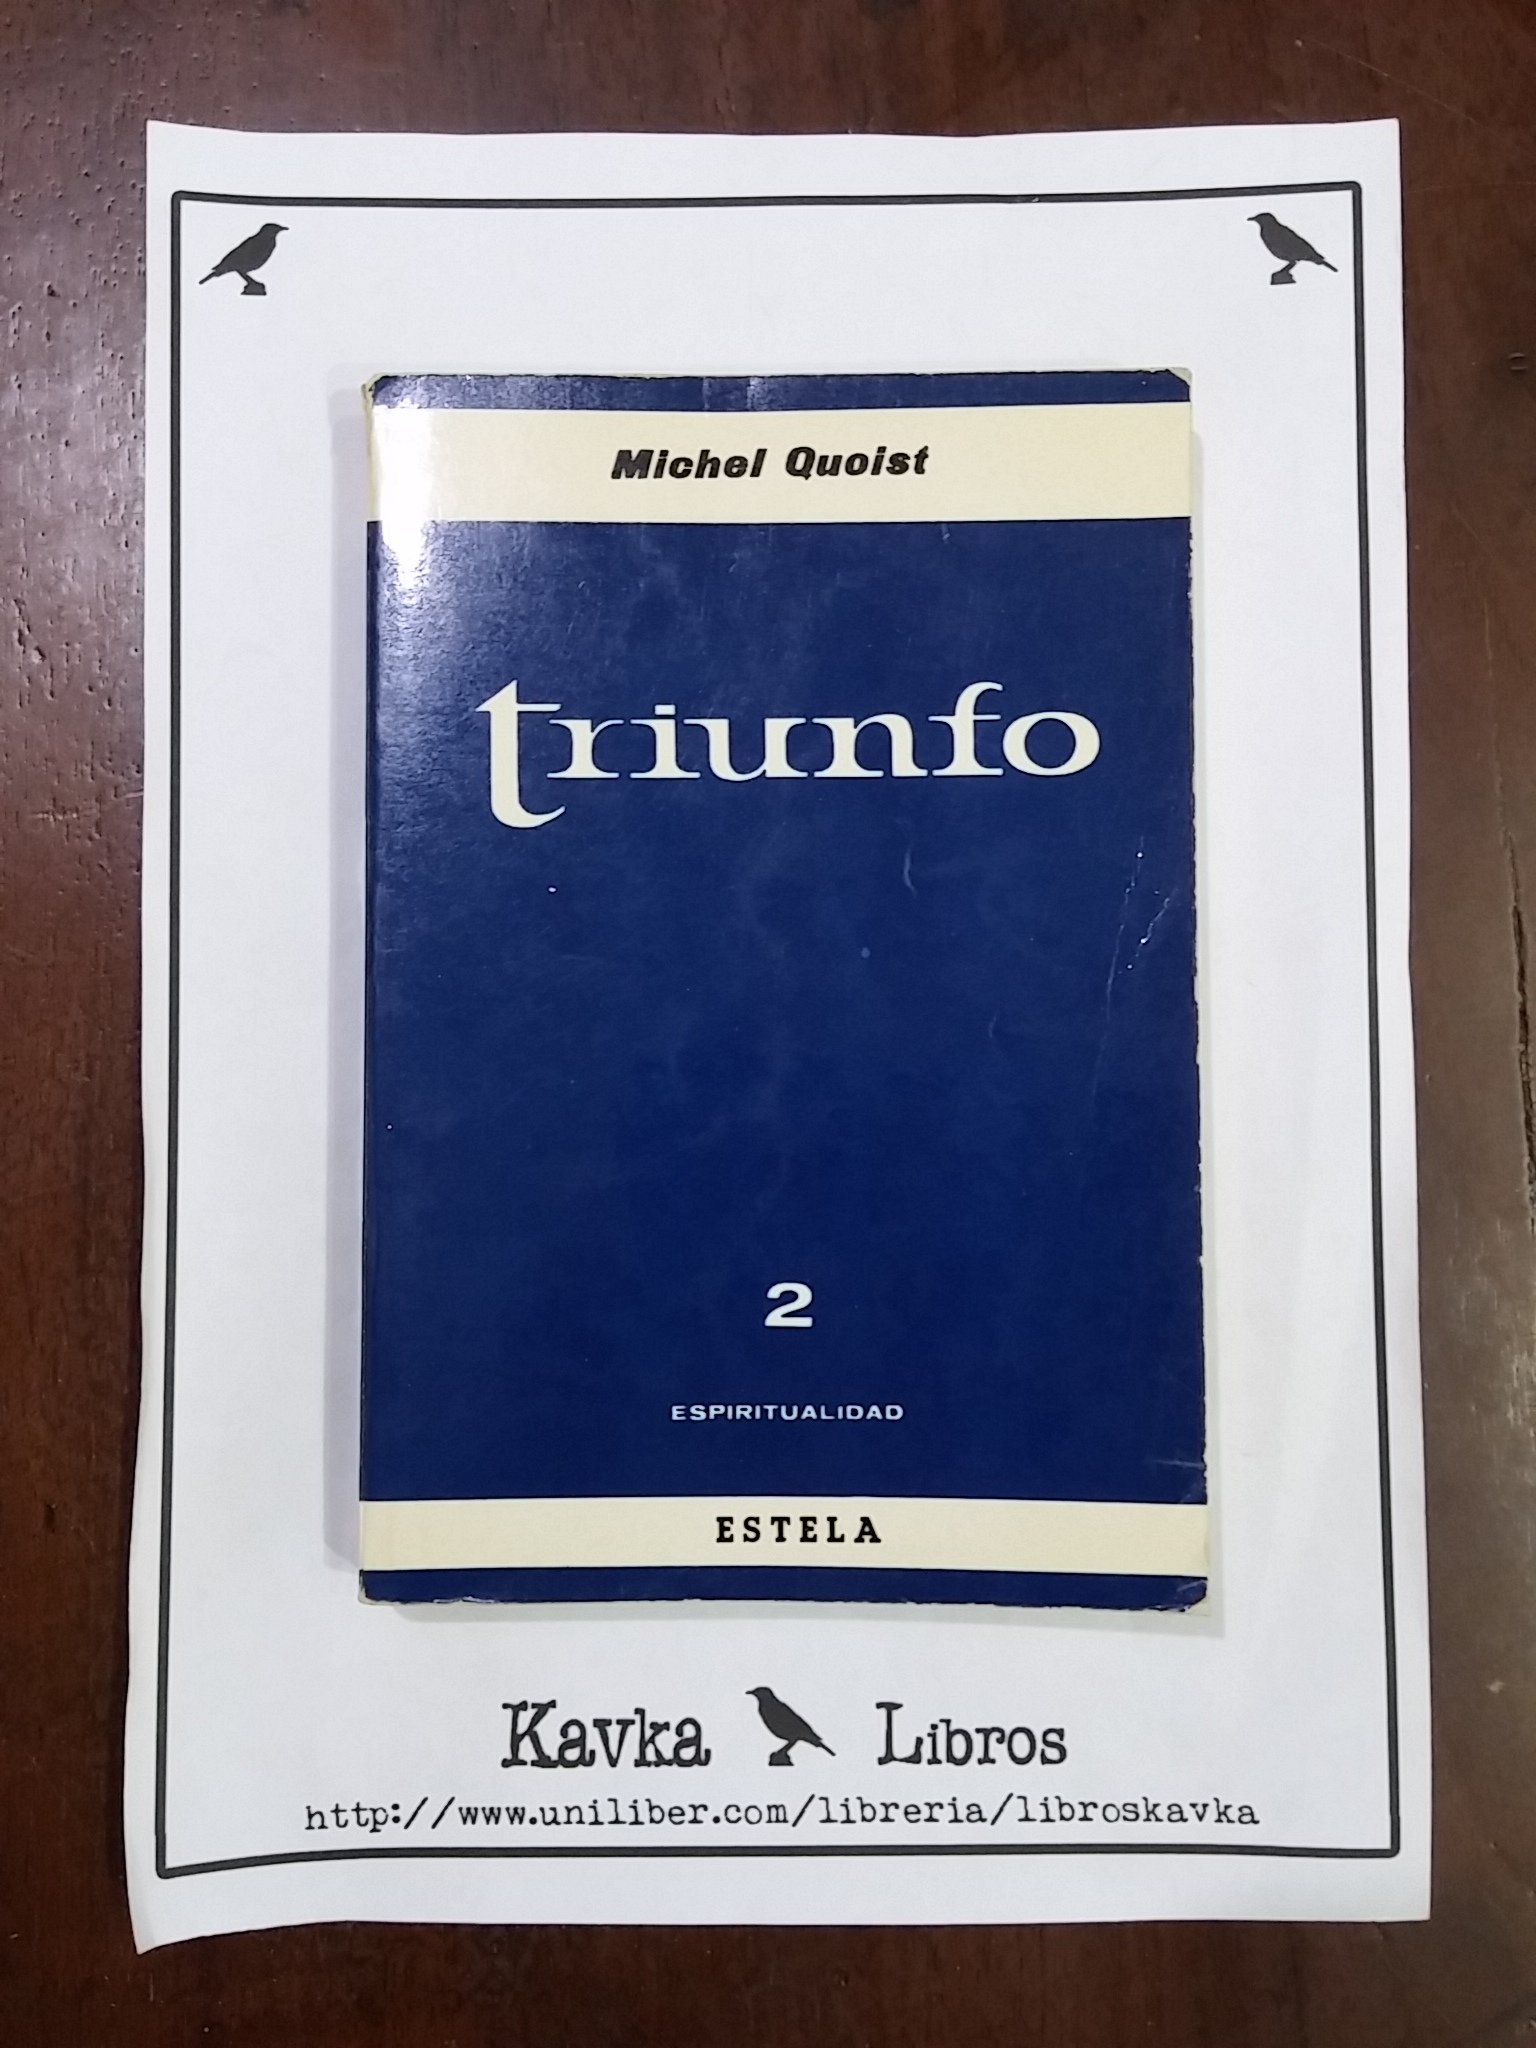 Michel Quoist
triunfo
2
ESPIRITUALIDAD
ESTELA
Kavka Libros
http://www.uniliber.com/libreria/libroskavka